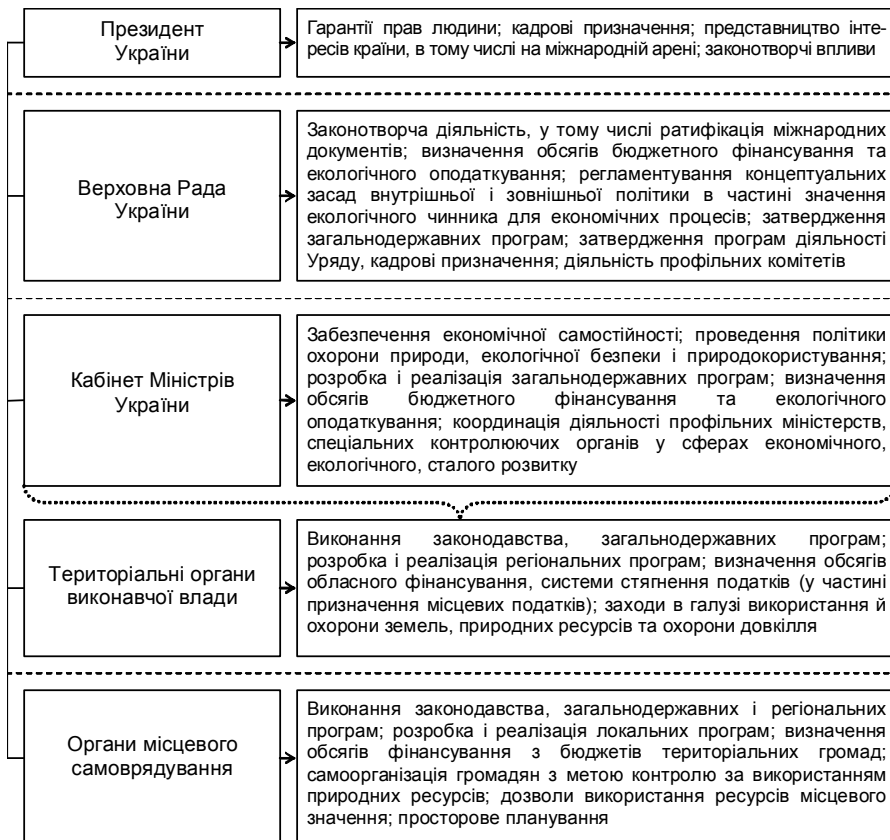 Президент
України
Гарантії прав людини; кадрові призначення; представництво інте-
ресів країни, в тому числі на міжнародній арені; законотворчі впливи
Верховна Рада
України
Законотворча діяльність, у тому числі ратифікація міжнародних
документів; визначення обсягів бюджетного фінансування та
екологічного оподаткування; регламентування концептуальних
засад внутрішньої і зовнішньої політики в частині значення
екологічного чинника для економічних процесів; затвердження
загальнодержавних програм; затвердження програм діяльності
Уряду, кадрові призначення; діяльність профільних комітетів
Кабінет Міністрів
України
Забезпечення економічної самостійності; проведення політики
охорони природи, екологічної безпеки і природокористування;
розробка і реалізація загальнодержавних програм; визначення
обсягів бюджетного фінансування та екологічного
оподаткування; координація діяльності профільних міністерств,
спеціальних контролюючих органів у сферах економічного,
екологічного, сталого розвитку
Територіальні органи
виконавчої влади
Виконання законодавства, загальнодержавних програм;
розробка і реалізація регіональних програм; визначення обсягів
обласного фінансування, системи стягнення податків (у частині
призначення місцевих податків); заходи в галузі використання й
охорони земель, природних ресурсів та охорони довкілля
Органи місцевого
самоврядування
Виконання законодавства, загальнодержавних і регіональних
програм; розробка і реалізація локальних програм; визначення
обсягів фінансування з бюджетів територіальних громад;
самоорганізація громадян з метою контролю за використанням
природних ресурсів; дозволи використання ресурсів місцевого
значення; просторове планування